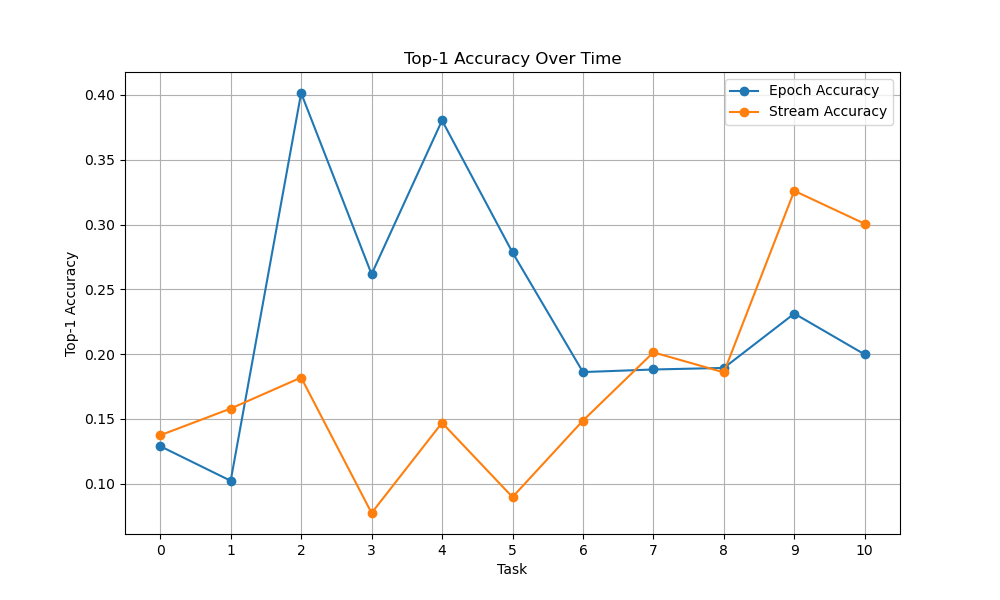 Top-1 Accuracy Over Time
Epoch Accuracy
Stream Accuracy
Top-1 Accuracy
0.40
0.35
0.30
0.25
0.20
0.15
0.10
0 1 2 3 4 5 6 7 8 9 10
Task